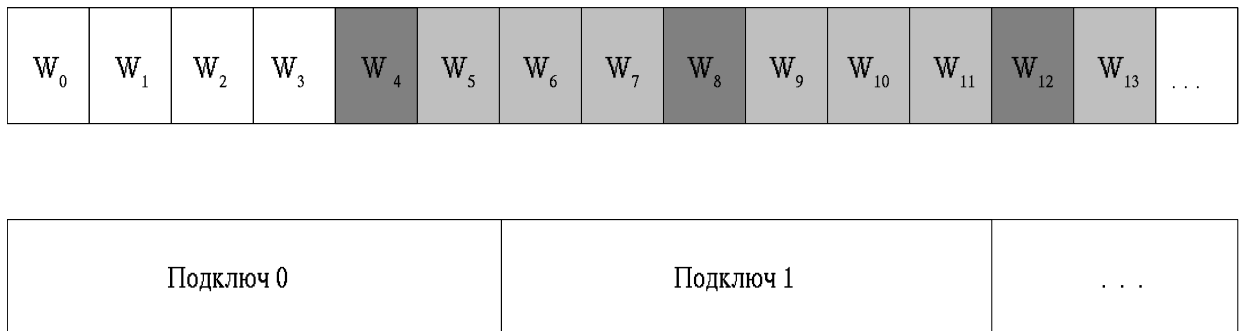 W0 W1 W2 W3 W4 W5 W6 W7 W8 W9 W10 W11 W12 W13 . . .
Подключ 0 Подключ 1 . . .